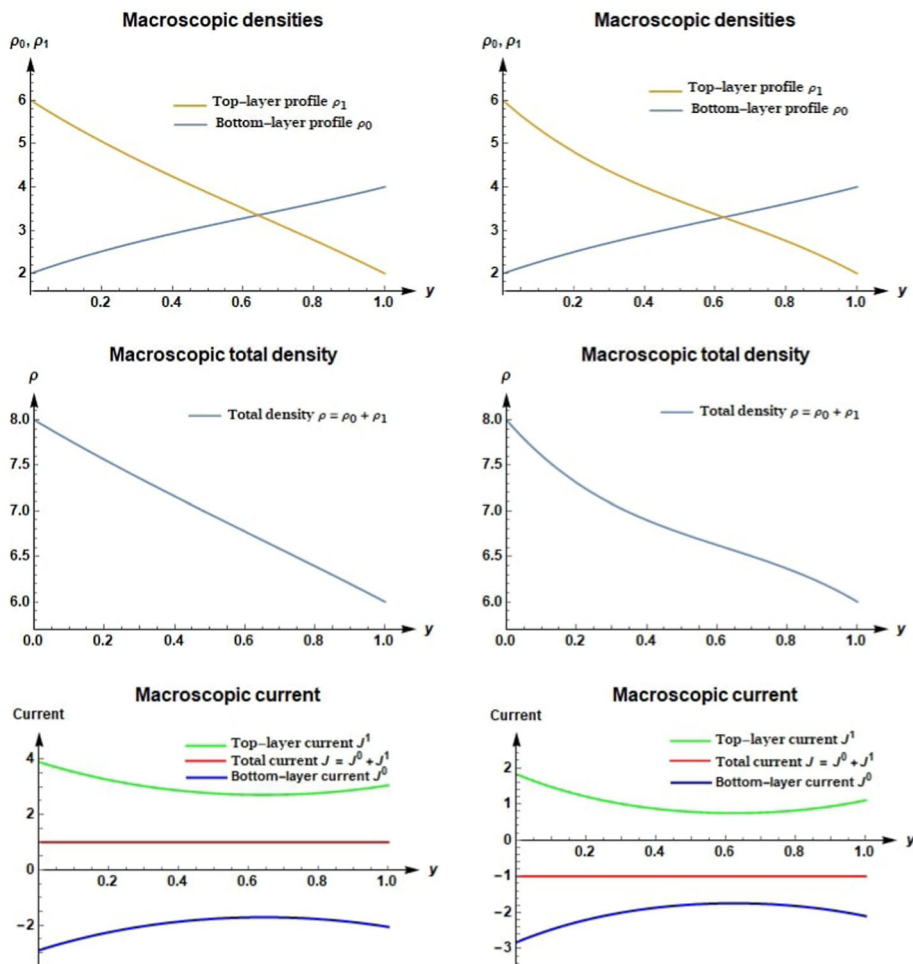 Macroscopic densities
ρ₀, ρ₁
Top–layer profile ρ₁
Bottom–layer profile ρ₀
6
5
4
3
2
0.2 0.4 0.6 0.8 1.0 y
Macroscopic densities
ρ₀, ρ₁
Top–layer profile ρ₁
Bottom–layer profile ρ₀
6
5
4
3
2
0.2 0.4 0.6 0.8 1.0 y
Macroscopic total density
ρ
Total density ρ = ρ₀ + ρ₁
8.0
7.5
7.0
6.5
6.0
0.0 0.2 0.4 0.6 0.8 1.0 y
Macroscopic total density
ρ
Total density ρ = ρ₀ + ρ₁
8.0
7.5
7.0
6.5
6.0
0.0 0.2 0.4 0.6 0.8 1.0 y
Macroscopic current
Current
Top–layer current J¹
Total current J = J⁰ + J¹
Bottom–layer current J⁰
4
2
0
0.2 0.4 0.6 0.8 1.0 y
−2
Macroscopic current
Current
Top–layer current J¹
Total current J = J⁰ + J¹
Bottom–layer current J⁰
2
1
0
0.2 0.4 0.6 0.8 1.0 y
−1
−2
−3